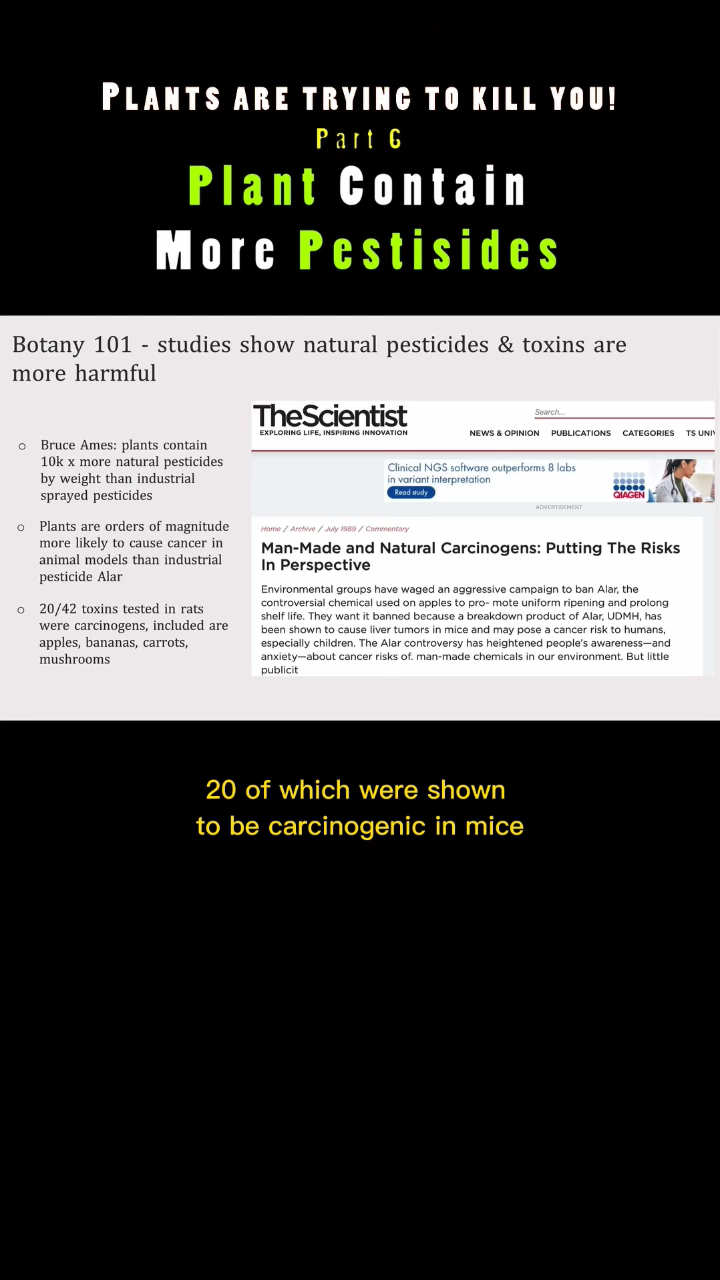 PLANTS ARE TRYING TO KILL YOU!
Part 6
Plant Contain
More Pestisides
Botany 101 - studies show natural pesticides & toxins are
more harmful
Bruce Ames: plants contain
10k x more natural pesticides
by weight than industrial
sprayed pesticides
Plants are orders of magnitude
more likely to cause cancer in
animal models than industrial
pesticide Alar
20/42 toxins tested in rats
were carcinogens, included are
apples, bananas, carrots,
mushrooms
TheScientist
EXPLORING LIFE, INSPIRING INNOVATION
Search...
NEWS & OPINION PUBLICATIONS CATEGORIES TS UNIV
Clinical NGS software outperforms 8 labs
in variant interpretation
Read study
QIAGEN
ADVERTISEMENT
Home / Archive / July 1989 / Commentary
Man-Made and Natural Carcinogens: Putting The Risks
In Perspective
Environmental groups have waged an aggressive campaign to ban Alar, the
controversial chemical used on apples to pro- mote uniform ripening and prolong
shelf life. They want it banned because a breakdown product of Alar, UDMH, has
been shown to cause liver tumors in mice and may pose a cancer risk to humans,
especially children. The Alar controversy has heightened people's awareness—and
anxiety—about cancer risks of. man-made chemicals in our environment. But little
publicit
20 of which were shown
to be carcinogenic in mice